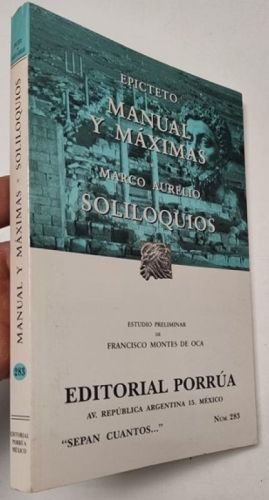 EPICTETO
MANUAL
Y MÁXIMAS
MARCO AURELIO
SOLILOQUIOS
ESTUDIO PRELIMINAR
DE
FRANCISCO MONTES DE OCA
EDITORIAL PORRÚA
AV. REPÚBLICA ARGENTINA 15. MÉXICO
"SEPAN CUANTOS..."
NÚM. 283
MANUAL Y MÁXIMAS - SOLILOQUIOS
283
EDITORIAL
PORRÚA
MÉXICO